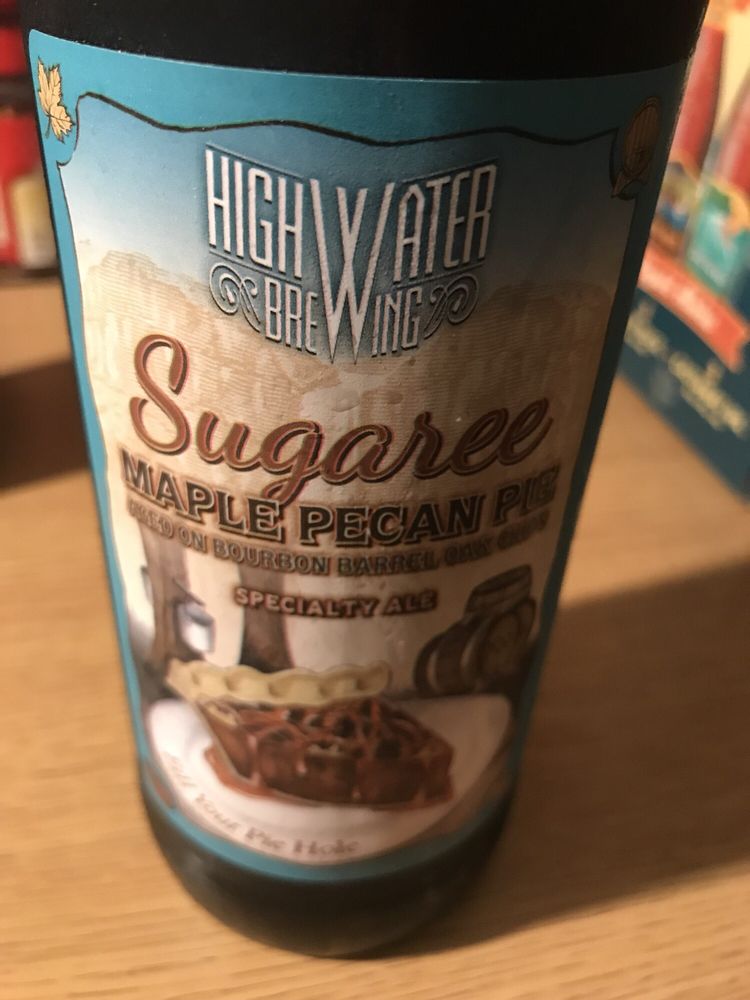 HIGH WATER
BREWING
Sugaree
MAPLE PECAN PIE
AGED ON BOURBON BARREL OAK CHIPS
SPECIALTY ALE
Fill Your Pie Hole